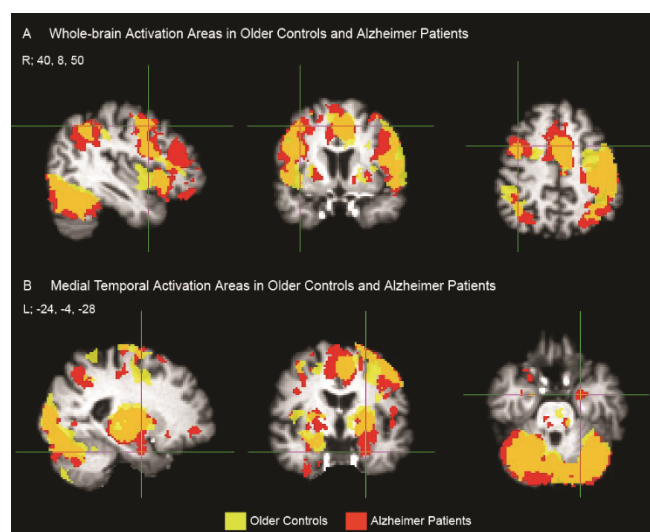 A Whole-brain Activation Areas in Older Controls and Alzheimer Patients
R; 40, 8, 50
B Medial Temporal Activation Areas in Older Controls and Alzheimer Patients
L; -24, -4, -28
Older Controls Alzheimer Patients